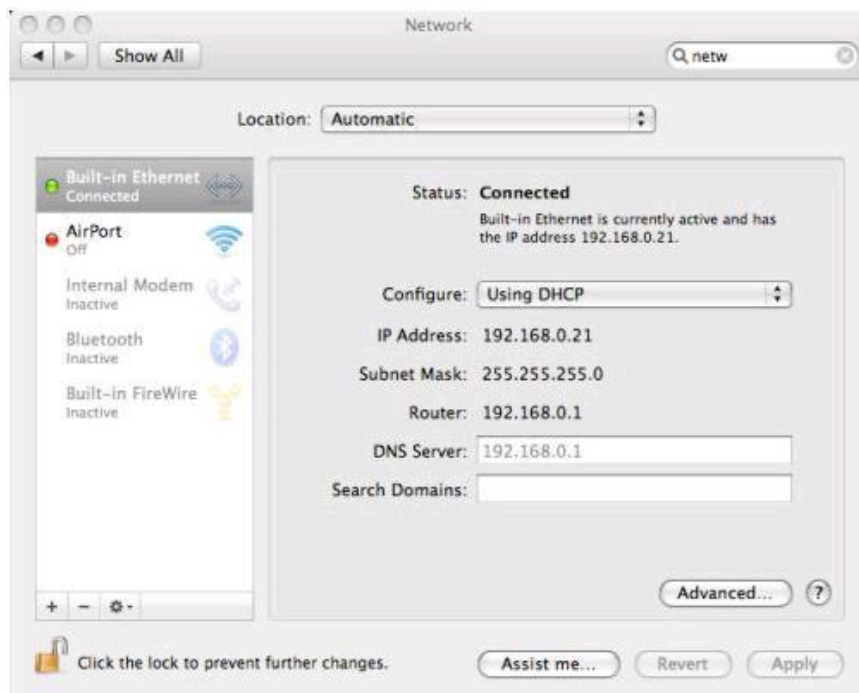 Network
Show All
netw
Location: Automatic
Built-in Ethernet
Connected
AirPort
Off
Internal Modem
Inactive
Bluetooth
Inactive
Built-in FireWire
Inactive
Status: Connected
Built-in Ethernet is currently active and has
the IP address 192.168.0.21.
Configure: Using DHCP
IP Address: 192.168.0.21
Subnet Mask: 255.255.255.0
Router: 192.168.0.1
DNS Server: 192.168.0.1
Search Domains:
Advanced... ?
Click the lock to prevent further changes.
Assist me... Revert Apply